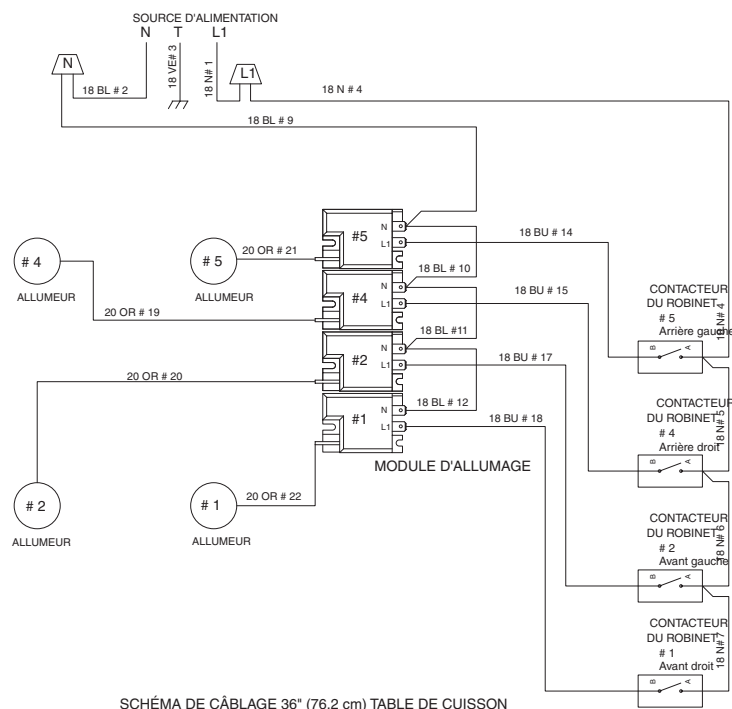 SOURCE D'ALIMENTATION
N T L1
18 VE# 3
18 N# 1
N
L1
18 BL # 2
18 N # 4
18 BL # 9
#5
N
L1
18 BU # 14
# 4
ALLUMEUR
# 5
ALLUMEUR
20 OR # 21
18 BL # 10
#4
N
L1
18 BU # 15
20 OR # 19
18 BL #11
#2
N
L1
18 BU # 17
20 OR # 20
18 BL # 12
#1
N
L1
18 BU # 18
MODULE D'ALLUMAGE
# 2
ALLUMEUR
# 1
ALLUMEUR
20 OR # 22
CONTACTEUR
DU ROBINET
# 5
Arrière gauche
18 N# 4
B A
CONTACTEUR
DU ROBINET
# 4
Arrière droit
18 N# 5
B A
CONTACTEUR
DU ROBINET
# 2
Avant gauche
18 N# 6
B A
CONTACTEUR
DU ROBINET
# 1
Avant droit
18 N#7
B A
SCHÉMA DE CÂBLAGE 36" (76.2 cm) TABLE DE CUISSON